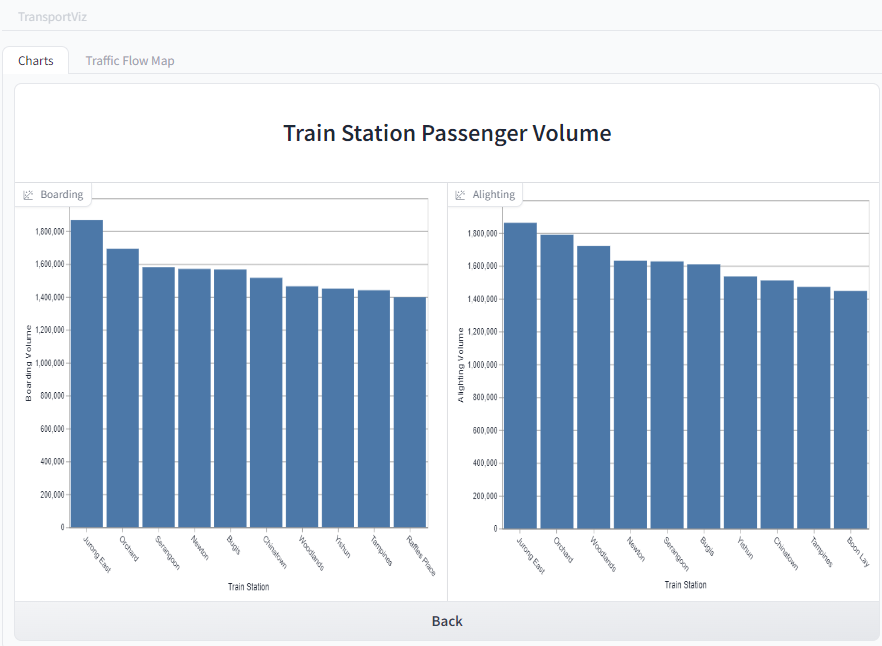 TransportViz
Charts
Traffic Flow Map
Train Station Passenger Volume
Boarding
1,800,000
1,600,000
1,400,000
1,200,000
1,000,000
800,000
600,000
400,000
200,000
0
Boarding Volume
Jurong East
Orchard
Serangoon
Newton
Bugis
Chinatown
Woodlands
Yishun
Tampines
Raffles Place
Train Station
Alighting
1,800,000
1,600,000
1,400,000
1,200,000
1,000,000
800,000
600,000
400,000
200,000
0
Alighting Volume
Jurong East
Orchard
Woodlands
Newton
Serangoon
Bugis
Yishun
Chinatown
Tampines
Boon Lay
Train Station
Back